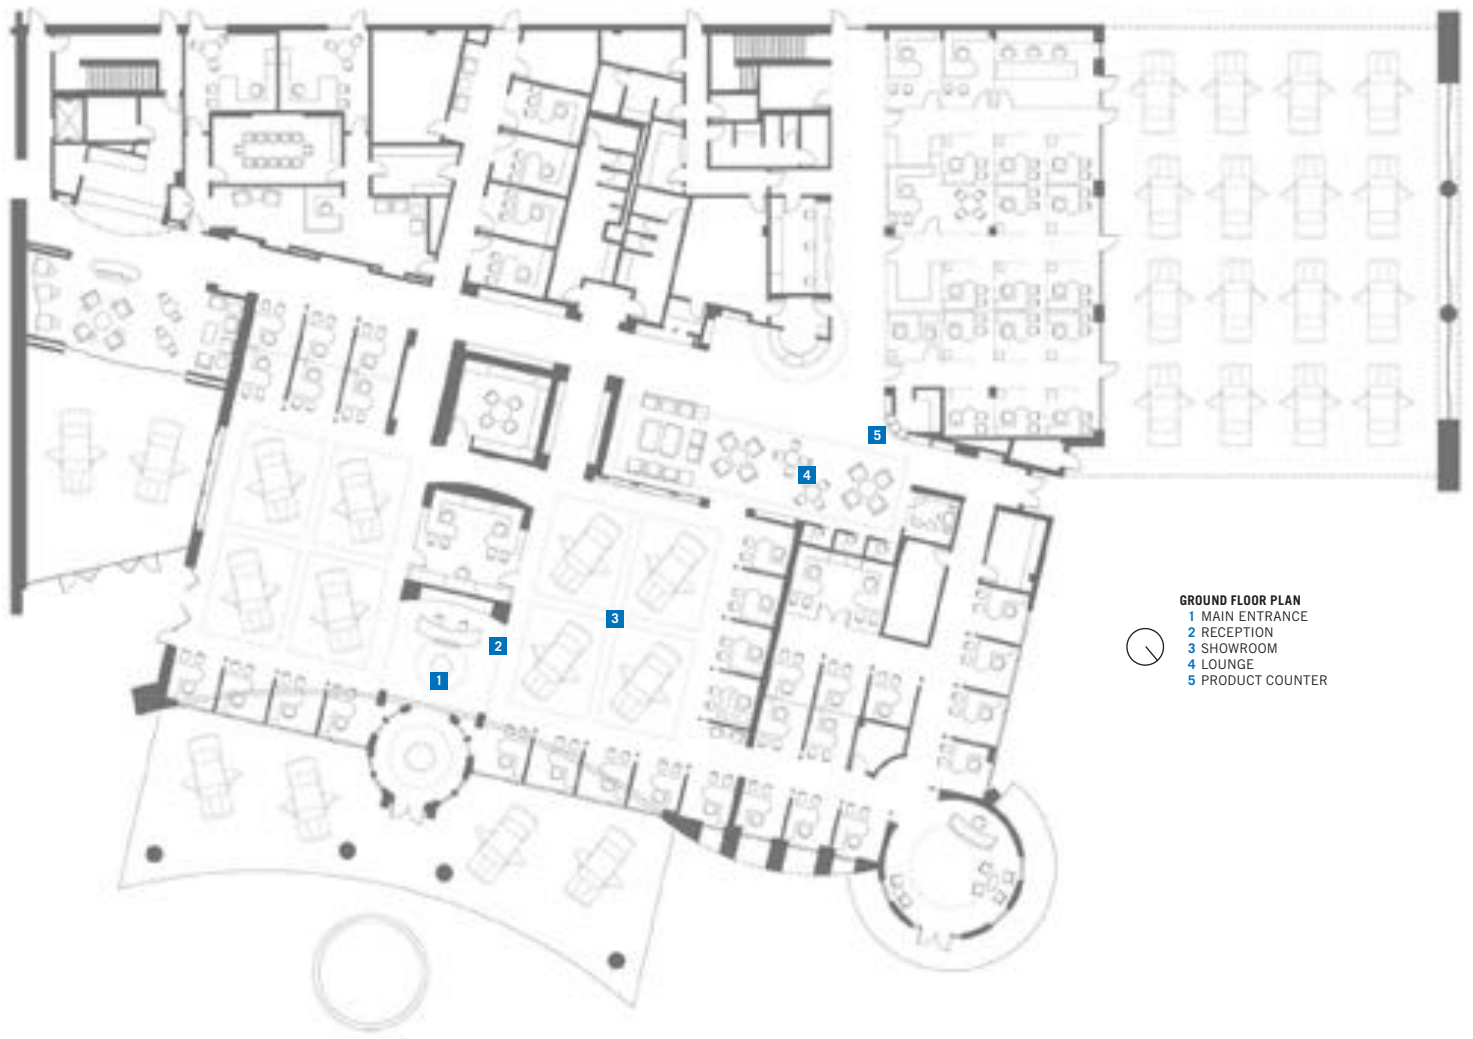 5
4
3
2
1
GROUND FLOOR PLAN
1 MAIN ENTRANCE
2 RECEPTION
3 SHOWROOM
4 LOUNGE
5 PRODUCT COUNTER